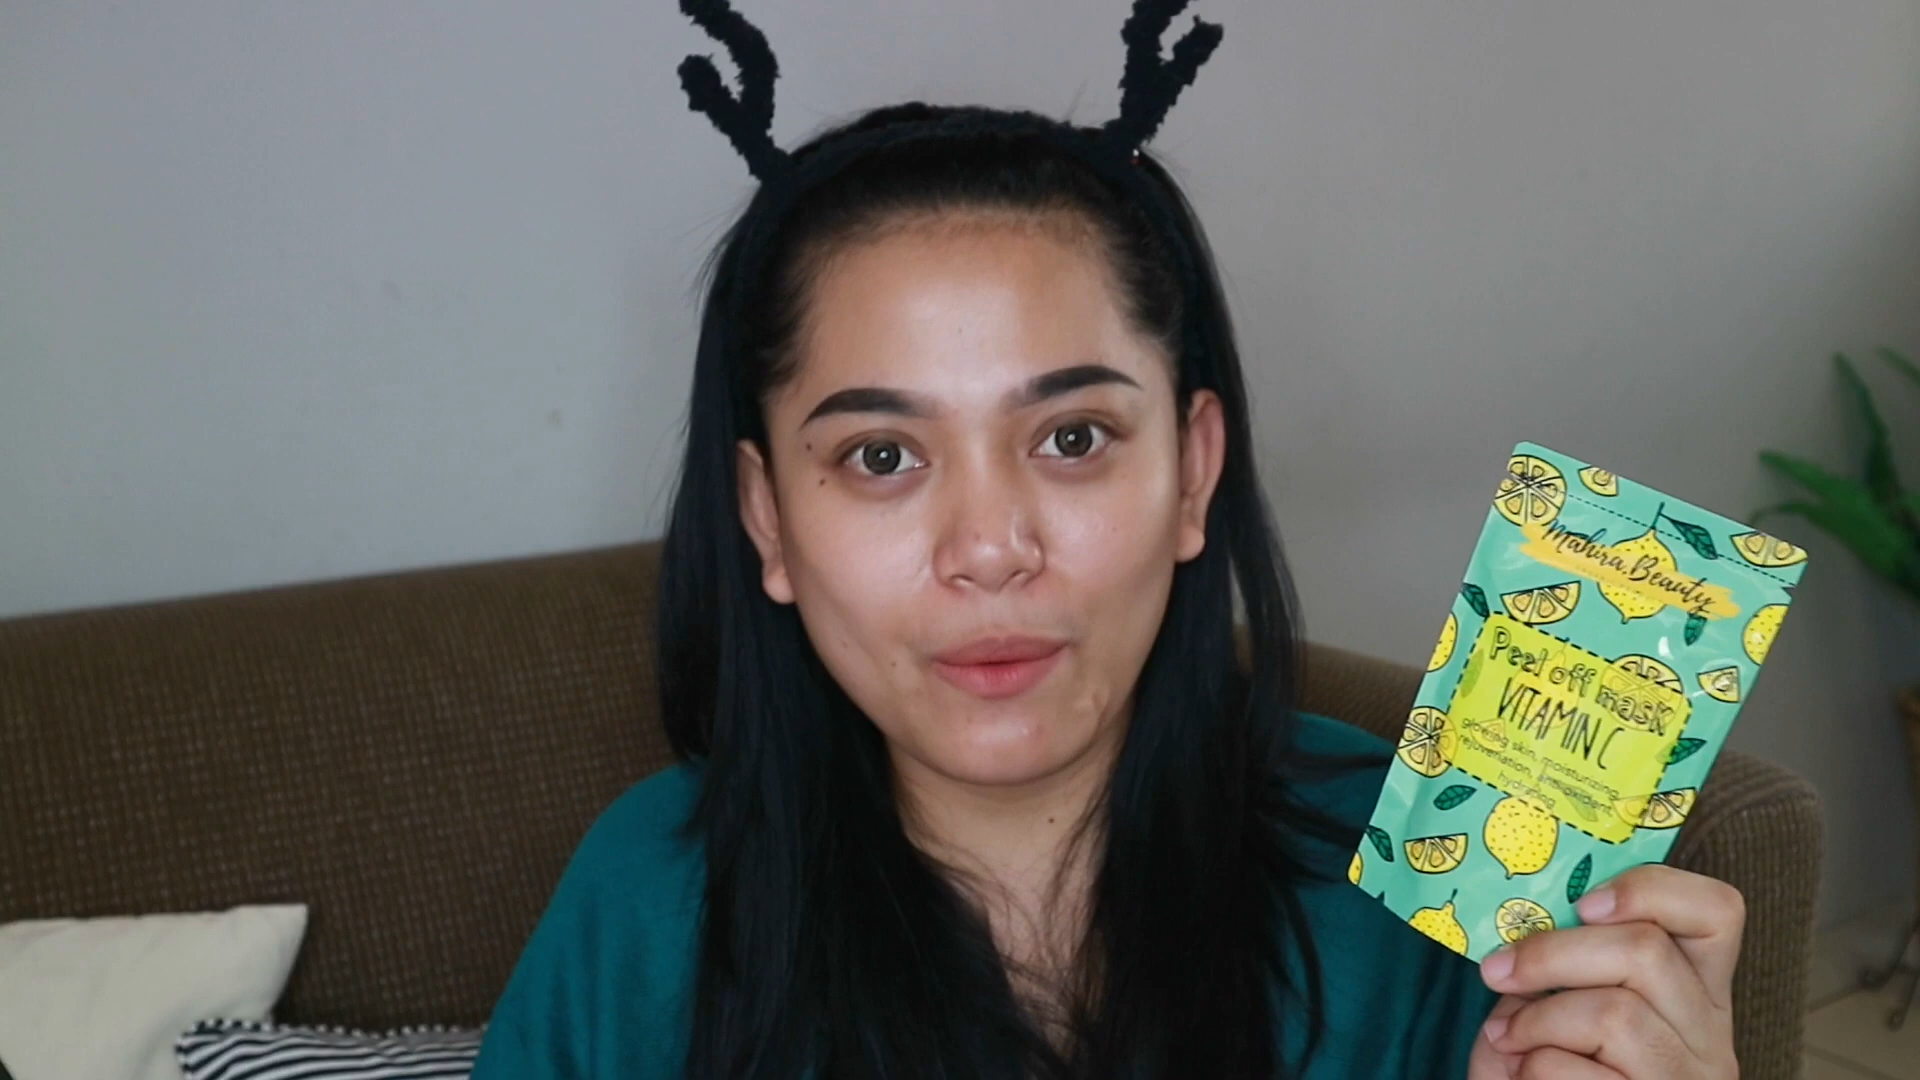 Mahira.Beauty
Peel off mask
VITAMIN C
glowing skin, moisturizing,
rejuvenation, antioxidant
hydrating